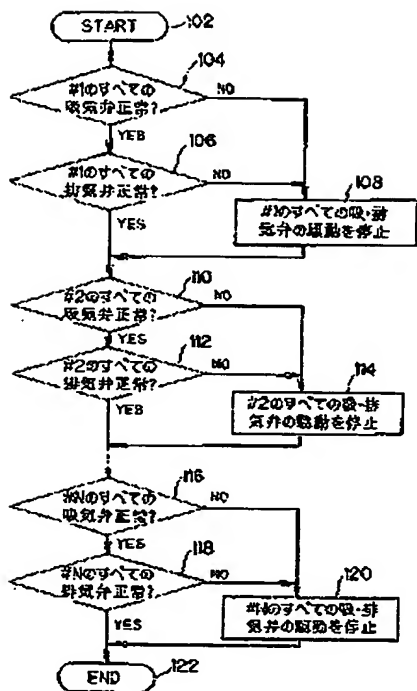 START
102
104
#1のすべての
吸気弁正常?
NO
YES
106
#1のすべての
排気弁正常?
NO
YES
108
#1のすべての吸・排
気弁の駆動を停止
110
#2のすべての
吸気弁正常?
NO
YES
112
#2のすべての
排気弁正常?
NO
YES
114
#2のすべての吸・排
気弁の駆動を停止
116
#Nのすべての
吸気弁正常?
NO
YES
118
#Nのすべての
排気弁正常?
NO
YES
120
#Nのすべての吸・排
気弁の駆動を停止
END
122